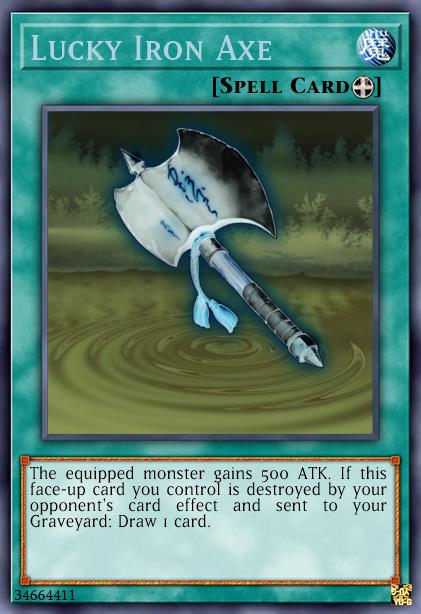 Lucky Iron Axe
魔
[Spell Card]
The equipped monster gains 500 ATK. If this
face-up card you control is destroyed by your
opponent's card effect and sent to your
Graveyard: Draw 1 card.
34664411